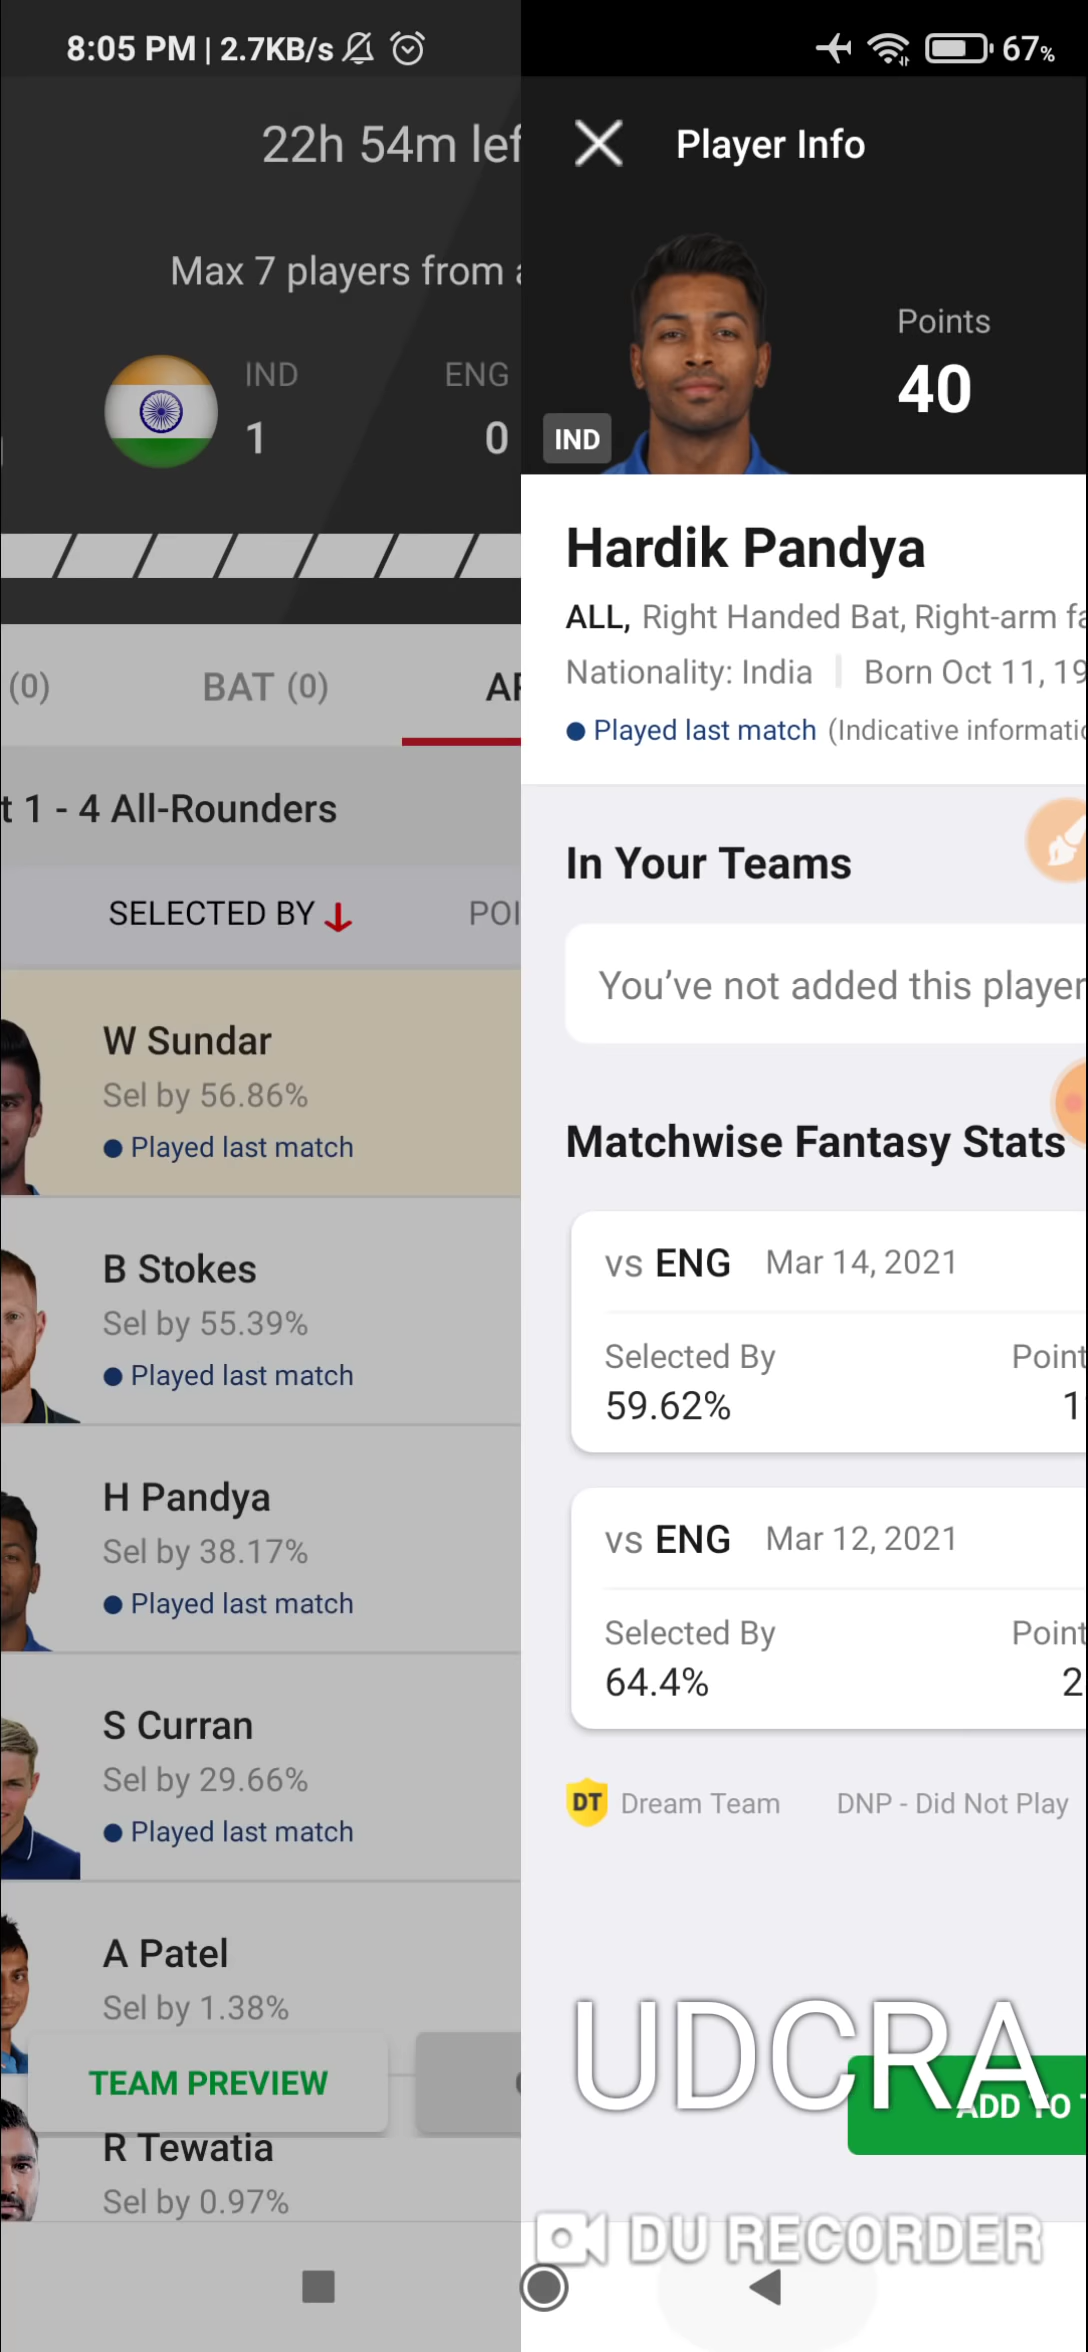 8:05 PM | 2.7KB/s
67%
22h 54m lef
Max 7 players from a
IND
1
ENG
0
(0)
BAT (0)
AR
t 1 - 4 All-Rounders
SELECTED BY
POI
W Sundar
Sel by 56.86%
Played last match
B Stokes
Sel by 55.39%
Played last match
H Pandya
Sel by 38.17%
Played last match
S Curran
Sel by 29.66%
Played last match
A Patel
Sel by 1.38%
TEAM PREVIEW
R Tewatia
Sel by 0.97%
Player Info
IND
Points
40
Hardik Pandya
ALL, Right Handed Bat, Right-arm fa
Nationality: India | Born Oct 11, 19
Played last match (Indicative informatio
In Your Teams
You’ve not added this player
Matchwise Fantasy Stats
vs ENG Mar 14, 2021
Selected By
Point
59.62%
1
vs ENG Mar 12, 2021
Selected By
Point
64.4%
2
DT Dream Team
DNP - Did Not Play
UDCRA
ADD TO T
DU RECORDER